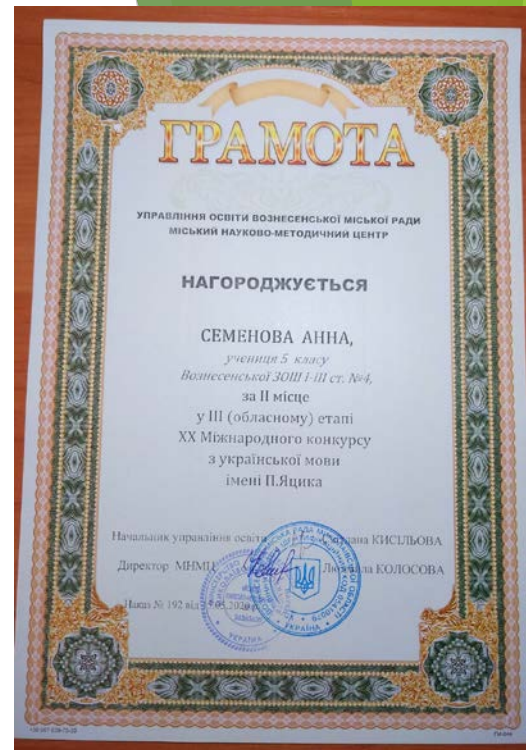 ГРАМОТА
УПРАВЛІННЯ ОСВІТИ ВОЗНЕСЕНСЬКОЇ МІСЬКОЇ РАДИ
МІСЬКИЙ НАУКОВО-МЕТОДИЧНИЙ ЦЕНТР
НАГОРОДЖУЄТЬСЯ
СЕМЕНОВА АННА,
учениця 5 класу
Вознесенської ЗОШ І-ІІІ ст. №4,
за ІІ місце
у ІІІ (обласному) етапі
ХХ Міжнародного конкурсу
з української мови
імені П.Яцика
Начальник управління освіти КИСІЛЬОВА
Директор МНМЦ КОЛОСОВА
Наказ № 192 від
УКРАЇНА
УКРАЇНА